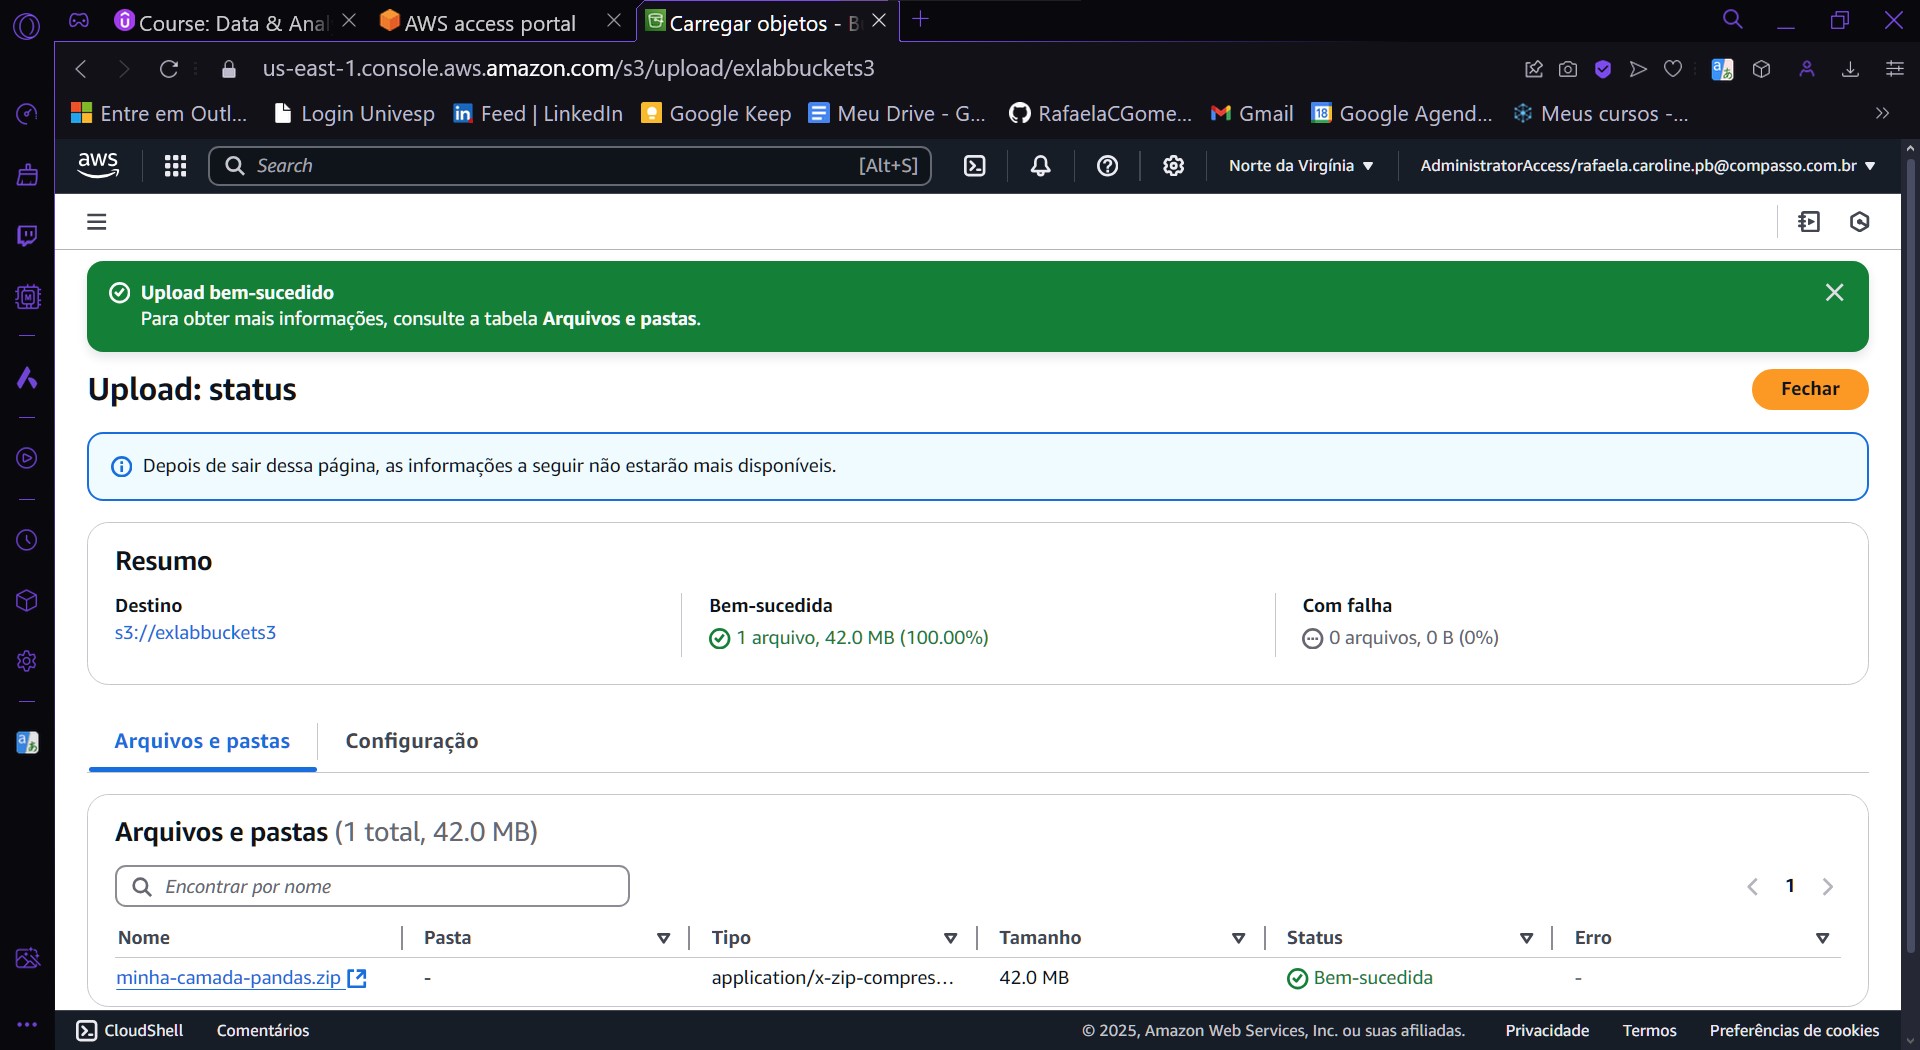 Course: Data & Anal
AWS access portal
Carregar objetos - B
us-east-1.console.aws.amazon.com/s3/upload/exlabbuckets3
Entre em Outl...
Login Univesp
Feed | LinkedIn
Google Keep
Meu Drive - G...
RafaelaCGome...
Gmail
18
Google Agend...
Meus cursos -...
aws
Search
[Alt+S]
Norte da Virgínia
AdministratorAccess/rafaela.caroline.pb@compasso.com.br
Upload bem-sucedido
Para obter mais informações, consulte a tabela Arquivos e pastas.
Upload: status
Fechar
Depois de sair dessa página, as informações a seguir não estarão mais disponíveis.
Resumo
Destino
s3://exlabbuckets3
Bem-sucedida
1 arquivo, 42.0 MB (100.00%)
Com falha
0 arquivos, 0 B (0%)
Arquivos e pastas
Configuração
Arquivos e pastas (1 total, 42.0 MB)
Encontrar por nome
1
Nome
Pasta
Tipo
Tamanho
Status
Erro
minha-camada-pandas.zip
-
application/x-zip-compres...
42.0 MB
Bem-sucedida
-
CloudShell
Comentários
© 2025, Amazon Web Services, Inc. ou suas afiliadas.
Privacidade
Termos
Preferências de cookies